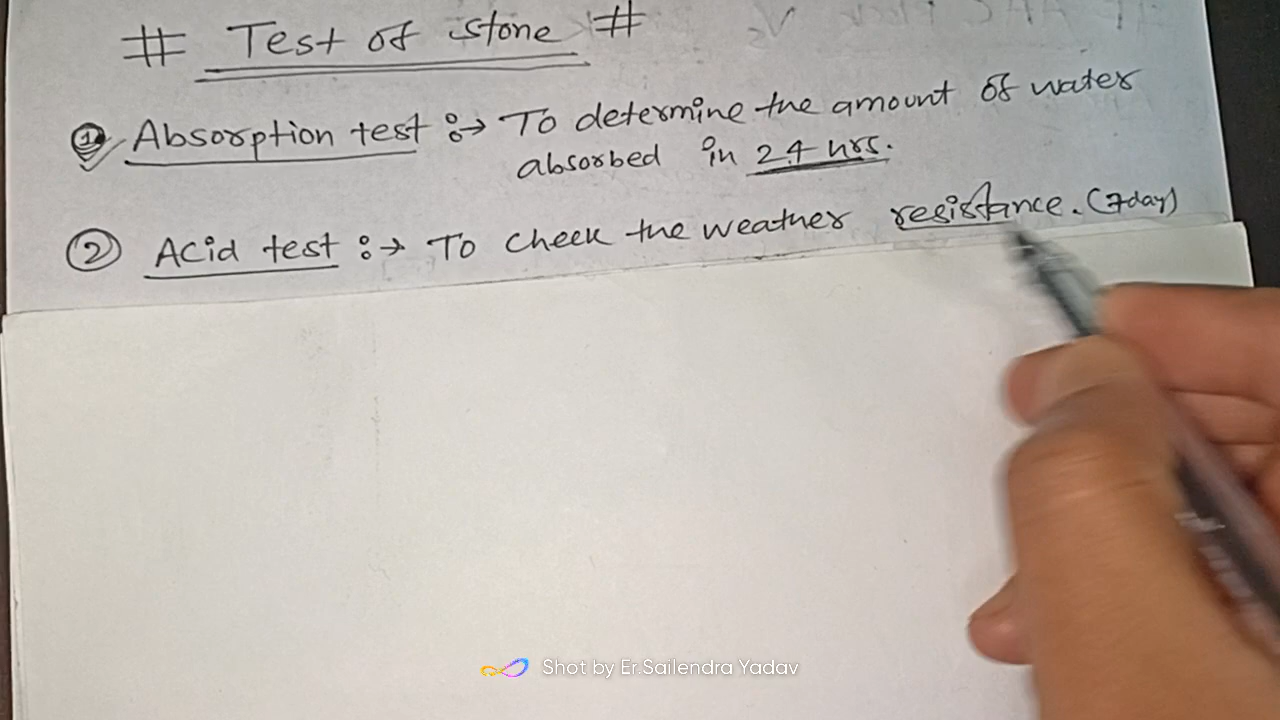 # Test of stone #
① Absorption test :→ To determine the amount of water
absorbed in 24 hrs.
② Acid test :→ To check the weather resistance. (7day)
Shot by Er.Sailendra Yadav